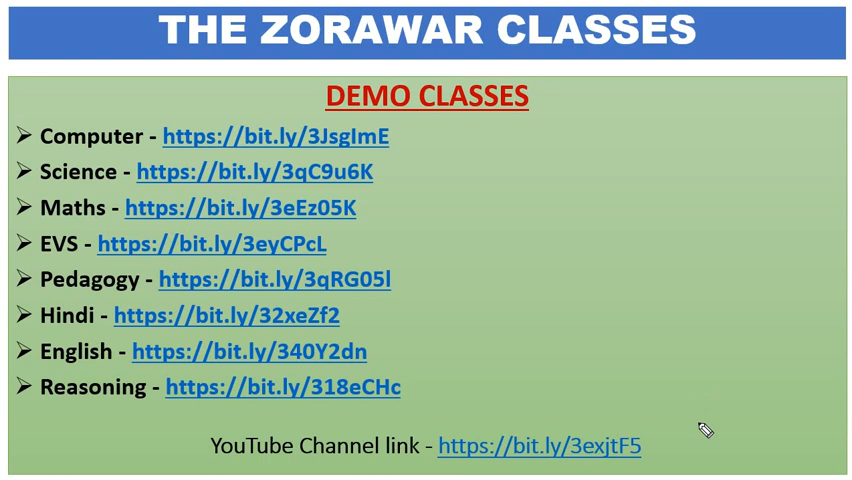 THE ZORAWAR CLASSES
DEMO CLASSES
➢ Computer - https://bit.ly/3JsgImE
➢ Science - https://bit.ly/3qC9u6K
➢ Maths - https://bit.ly/3eEz05K
➢ EVS - https://bit.ly/3eyCPcL
➢ Pedagogy - https://bit.ly/3qRG05l
➢ Hindi - https://bit.ly/32xeZf2
➢ English - https://bit.ly/340Y2dn
➢ Reasoning - https://bit.ly/318eCHc
YouTube Channel link - https://bit.ly/3exjtF5